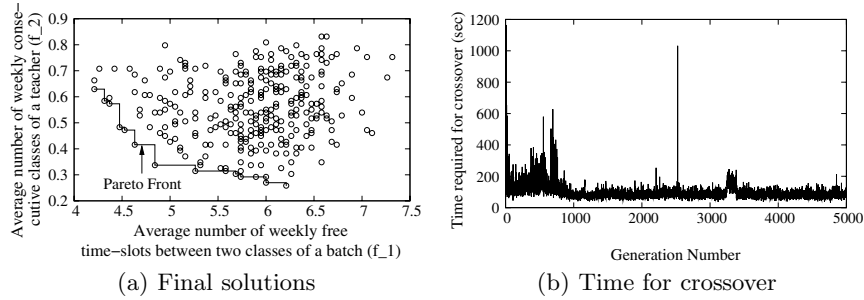 Average number of weekly conse−
cutive classes of a teacher (f_2)
0.9
0.8
0.7
0.6
0.5
0.4
0.3
0.2
Pareto Front
4 4.5 5 5.5 6 6.5 7 7.5
Average number of weekly free
time−slots between two classes of a batch (f_1)
(a) Final solutions
Time required for crossover (sec)
1200
1000
800
600
400
200
0
0 1000 2000 3000 4000 5000
Generation Number
(b) Time for crossover